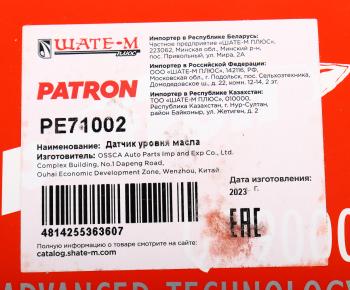 ШАТЕ-М
ПЛЮС
Импортер в Республике Беларусь:
Частное предприятие «ШАТЕ-М ПЛЮС»,
223062, Минская обл., Минский р-н,
пос. Привольный, ул. Мира, 2А
Импортер в Российской Федерации:
ООО «ШАТЕ-М ПЛЮС», 142116, РФ,
Московская обл., г. Подольск, пос. Сельхозтехника,
Домодедовское ш., д. 22, ком. 12-14, 2 эт.
Импортер в Республике Казахстан:
ТОО «ШАТЕ-М ПЛЮС», 010000,
Республика Казахстан, г. Нур-Султан,
район Байконыр, ул. Жетиген, д. 2
PATRON
PE71002
Наименование: Датчик уровня масла
Изготовитель: OSSCA Auto Parts Imp and Exp Co., Ltd.
Complex Building, No.1 Dapeng Road,
Ouhai Economic Development Zone, Wenzhou, Китай
Дата изготовления:
2023 г.
EAC
4814255363607
Полную информацию о товаре смотрите на сайте:
catalog.shate-m.com